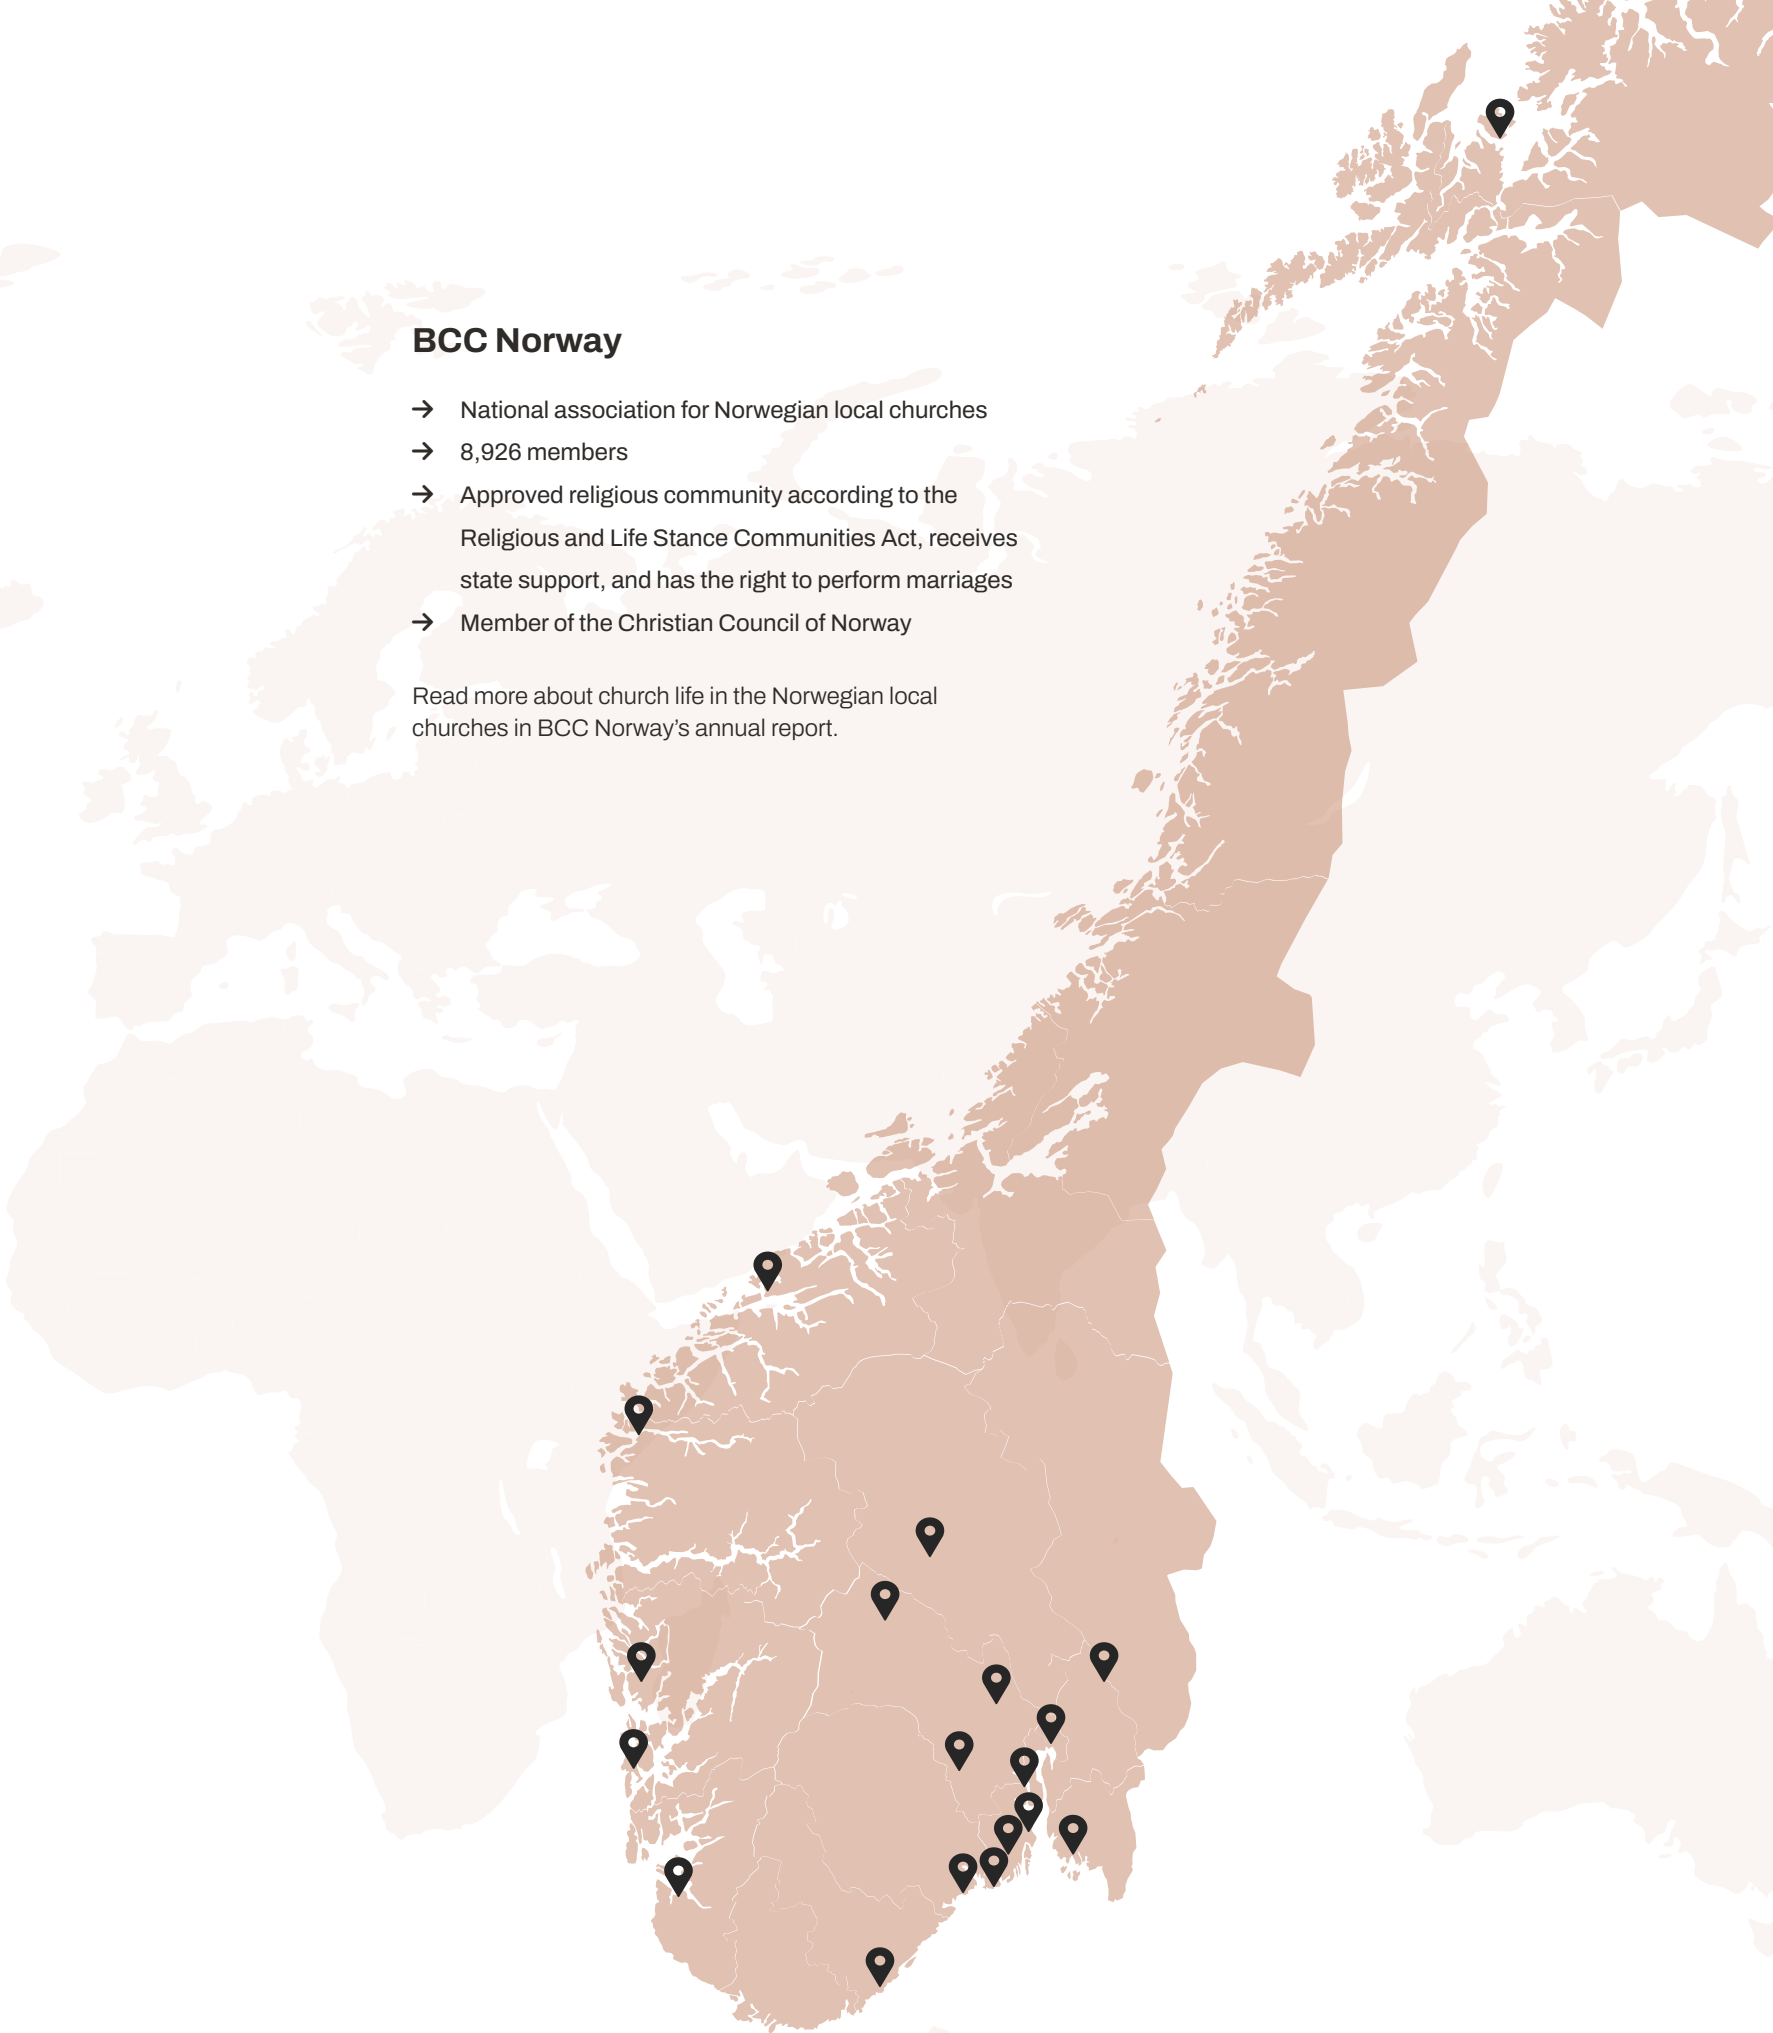 BCC Norway
→ National association for Norwegian local churches
→ 8,926 members
→ Approved religious community according to the
Religious and Life Stance Communities Act, receives
state support, and has the right to perform marriages
→ Member of the Christian Council of Norway
Read more about church life in the Norwegian local
churches in BCC Norway’s annual report.